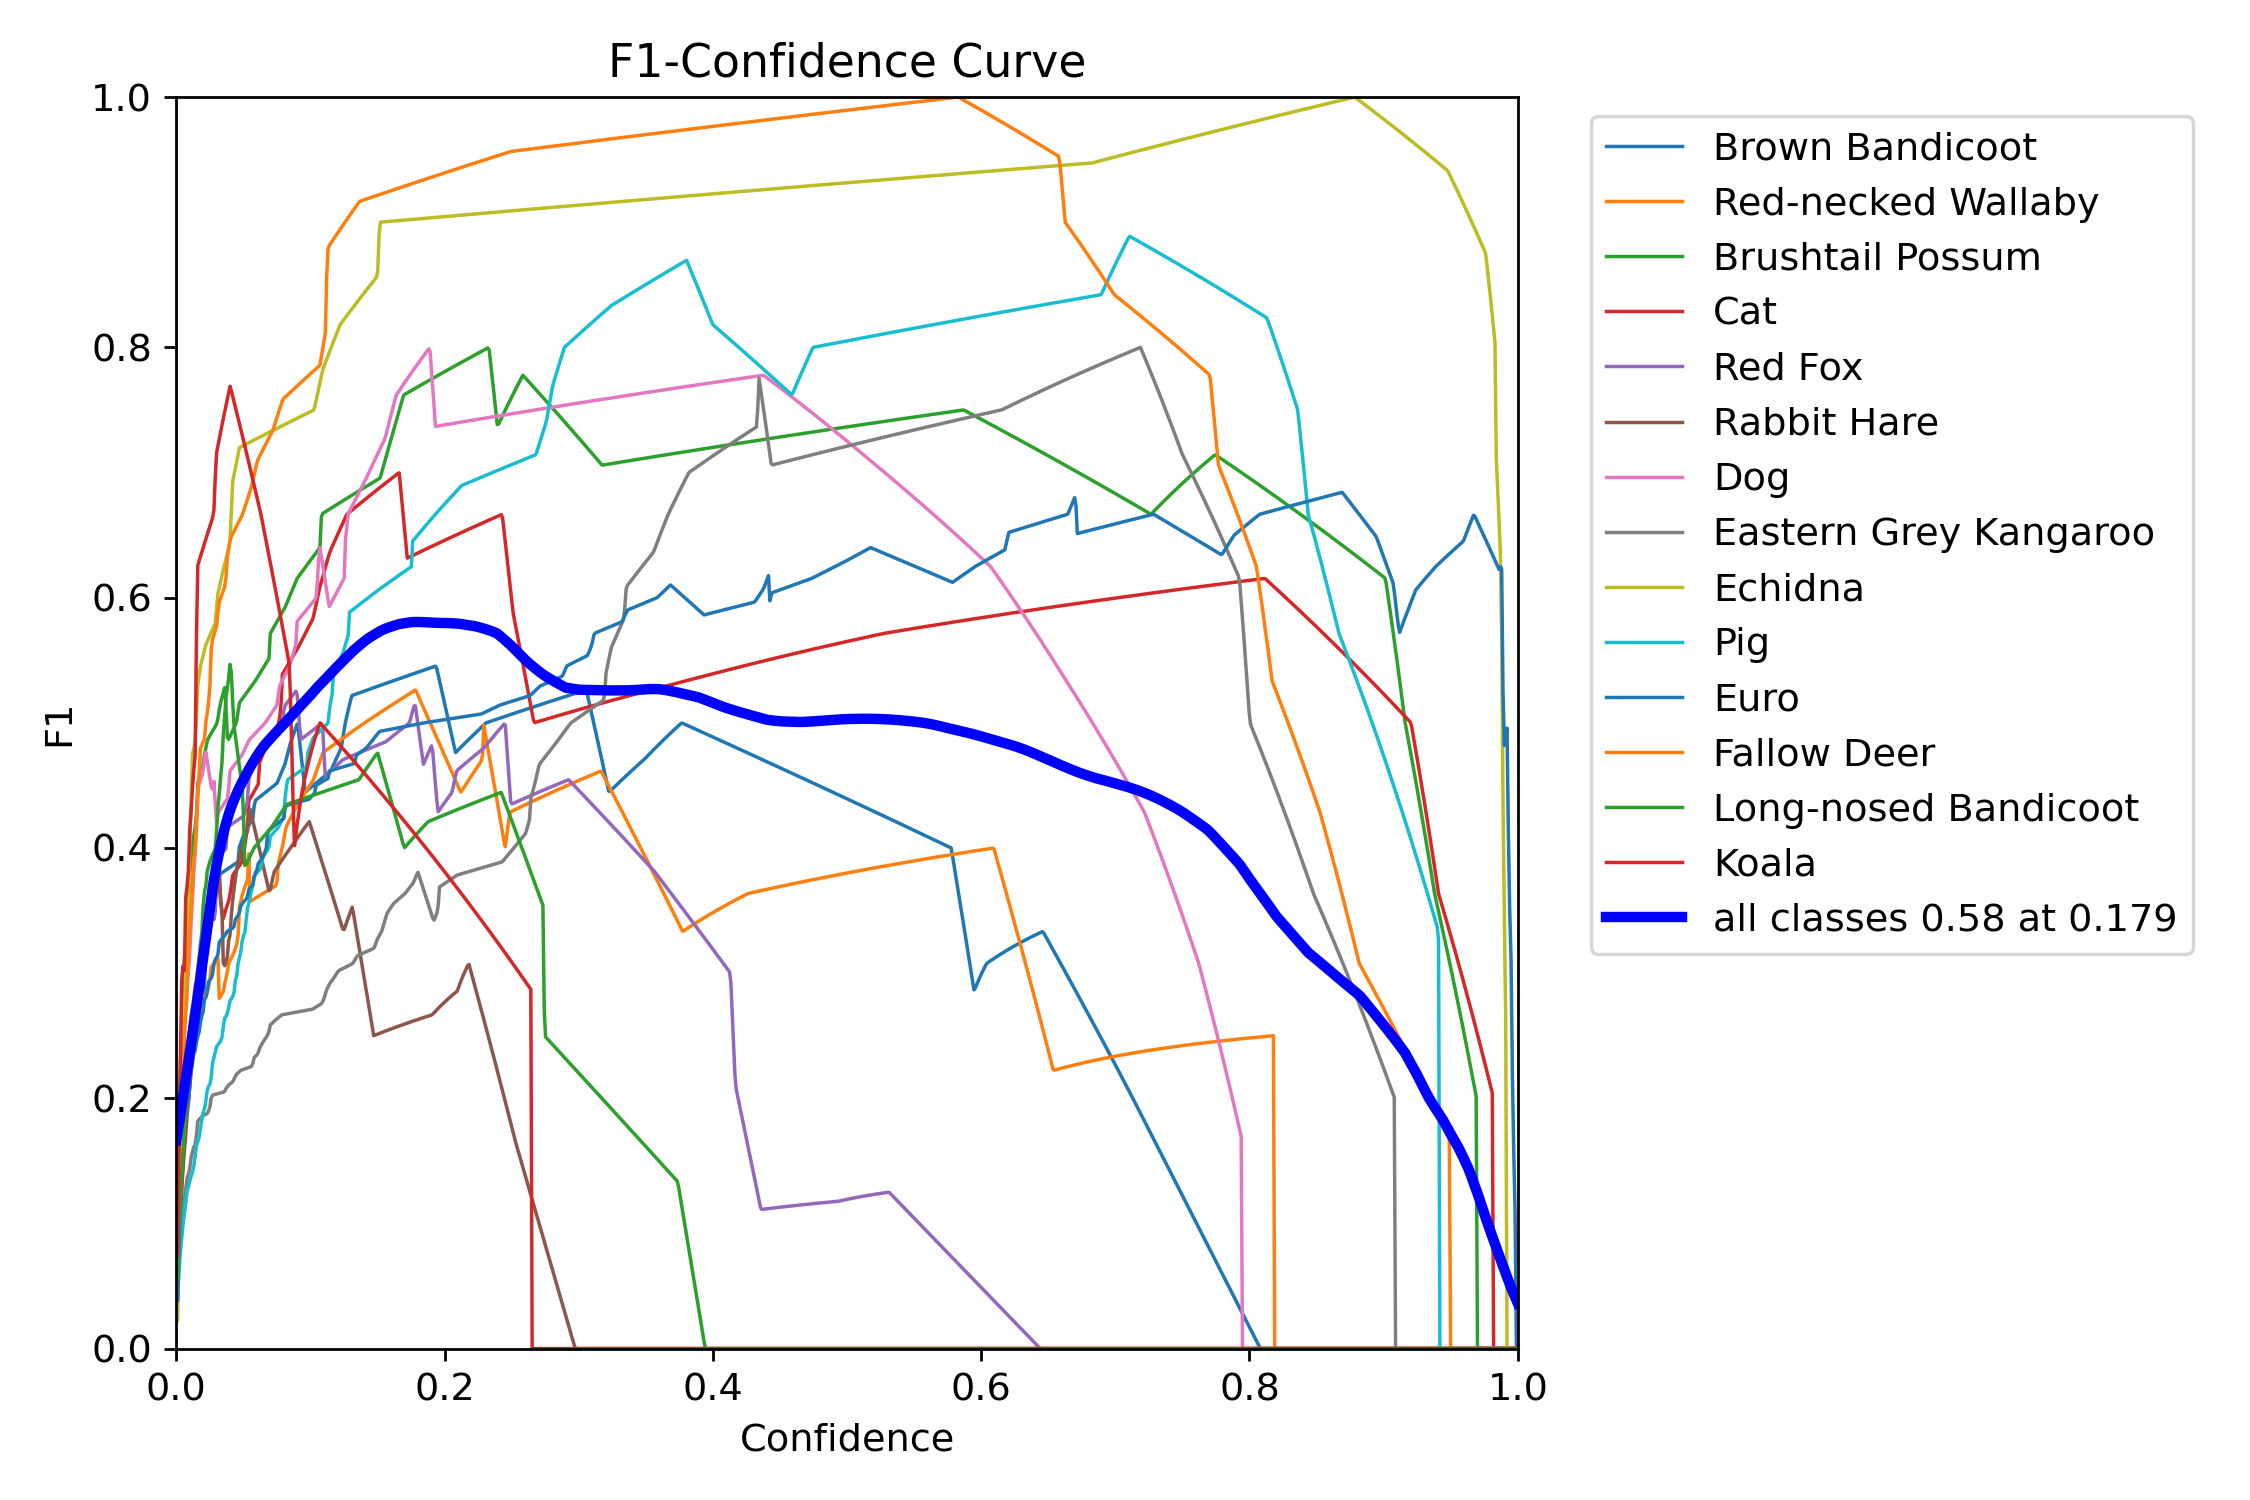 F1-Confidence Curve
1.0
0.8
0.6
0.4
0.2
0.0
F1
0.0 0.2 0.4 0.6 0.8 1.0
Confidence
Brown Bandicoot
Red-necked Wallaby
Brushtail Possum
Cat
Red Fox
Rabbit Hare
Dog
Eastern Grey Kangaroo
Echidna
Pig
Euro
Fallow Deer
Long-nosed Bandicoot
Koala
all classes 0.58 at 0.179